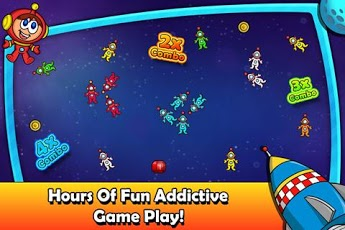 2x
Combo
3x
Combo
4x
Combo
Hours Of Fun Addictive
Game Play!